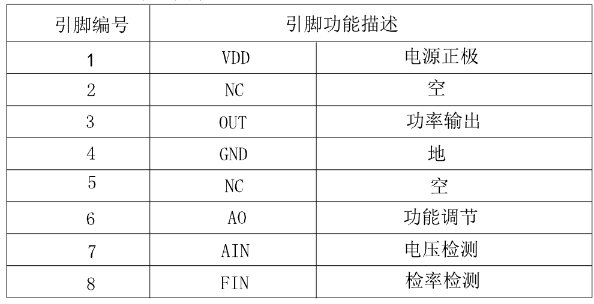 引脚编号 引脚功能描述
1 VDD 电源正极
2 NC 空
3 OUT 功率输出
4 GND 地
5 NC 空
6 AO 功能调节
7 AIN 电压检测
8 FIN 检率检测